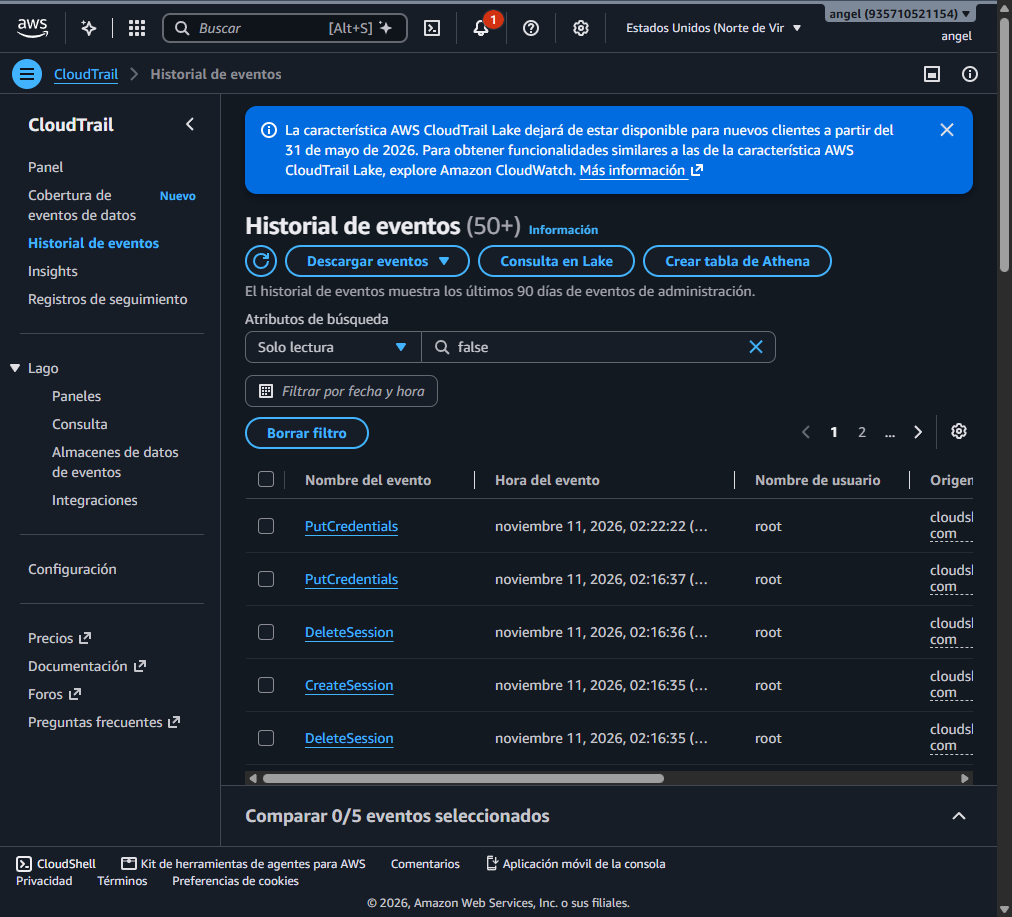 aws
Buscar [Alt+S]
1
Estados Unidos (Norte de Vir
angel (935710521154)
angel
CloudTrail > Historial de eventos
CloudTrail
Panel
Cobertura de eventos de datos
Nuevo
Historial de eventos
Insights
Registros de seguimiento
Lago
Paneles
Consulta
Almacenes de datos
de eventos
Integraciones
Configuración
Precios
Documentación
Foros
Preguntas frecuentes
La característica AWS CloudTrail Lake dejará de estar disponible para nuevos clientes a partir del
31 de mayo de 2026. Para obtener funcionalidades similares a las de la característica AWS
CloudTrail Lake, explore Amazon CloudWatch. Más información
Historial de eventos (50+) Información
Descargar eventos
Consulta en Lake
Crear tabla de Athena
El historial de eventos muestra los últimos 90 días de eventos de administración.
Atributos de búsqueda
Solo lectura
false
Filtrar por fecha y hora
Borrar filtro
1 2 ...
Nombre del evento Hora del evento Nombre de usuario Origen
PutCredentials noviembre 11, 2026, 02:22:22 (… root clouds
com
PutCredentials noviembre 11, 2026, 02:16:37 (… root clouds
com
DeleteSession noviembre 11, 2026, 02:16:36 (… root clouds
com
CreateSession noviembre 11, 2026, 02:16:35 (… root clouds
com
DeleteSession noviembre 11, 2026, 02:16:35 (… root clouds
com
Comparar 0/5 eventos seleccionados
CloudShell Kit de herramientas de agentes para AWS Comentarios Aplicación móvil de la consola
Privacidad Términos Preferencias de cookies
© 2026, Amazon Web Services, Inc. o sus filiales.